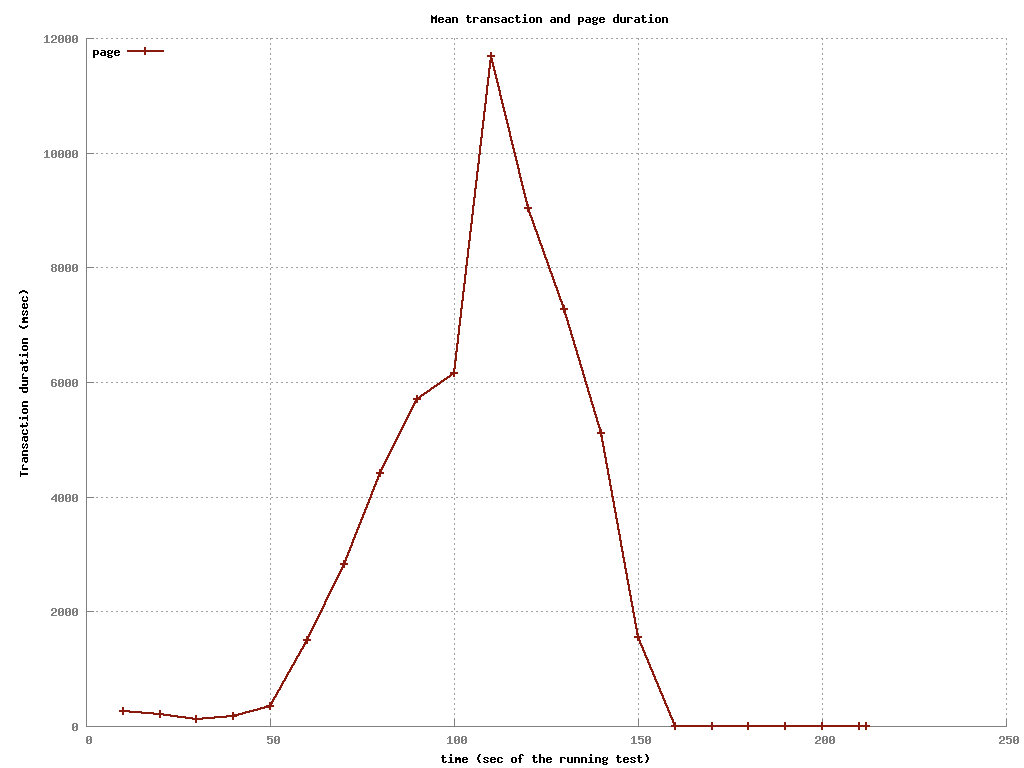 Mean transaction and page duration
12000
page
10000
8000
6000
4000
2000
0
Transaction duration (msec)
0 50 100 150 200 250
time (sec of the running test)